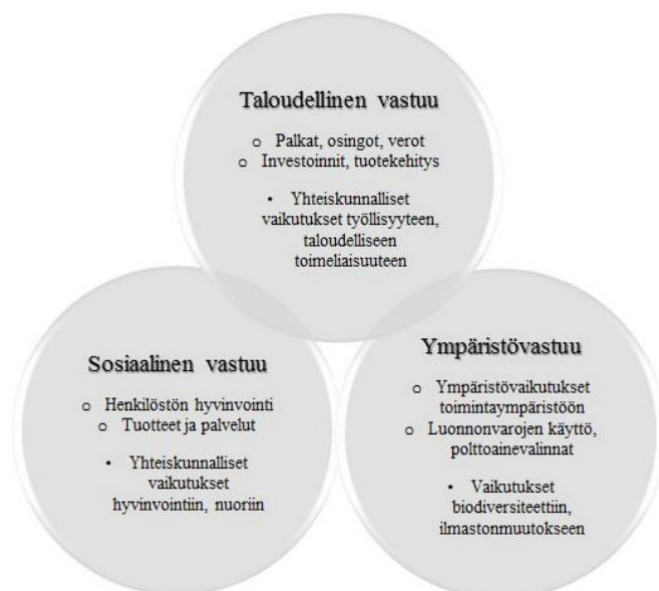 Taloudellinen vastuu
o Palkat, osingot, verot
o Investoinnit, tuotekehitys
• Yhteiskunnalliset
vaikutukset työllisyyteen,
taloudelliseen
toimeliaisuuteen
Sosiaalinen vastuu
o Henkilöstön hyvinvointi
o Tuotteet ja palvelut
• Yhteiskunnalliset
vaikutukset
hyvinvointiin, nuoriin
Ympäristövastuu
o Ympäristövaikutukset
toimintaympäristöön
o Luonnonvarojen käyttö,
polttoainevalinnat
• Vaikutukset
biodiversiteettiin,
ilmastonmuutokseen